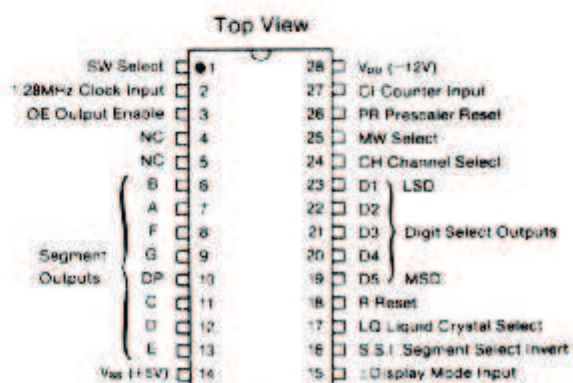 Top View
SW Select 1 28 VDD (-12V)
1.28MHz Clock Input 2 27 CI Counter Input
OE Output Enable 3 26 PR Prescaler Reset
NC 4 25 MW Select
NC 5 24 CH Channel Select
B 6 23 D1 LSD
A 7 22 D2
F 8 21 D3 Digit Select Outputs
Segment Outputs
G 9 20 D4
DP 10 19 D5 MSD
C 11 18 R Reset
D 12 17 LQ Liquid Crystal Select
E 13 16 S.S.I. Segment Select Invert
VSS (+5V) 14 15 Display Mode Input